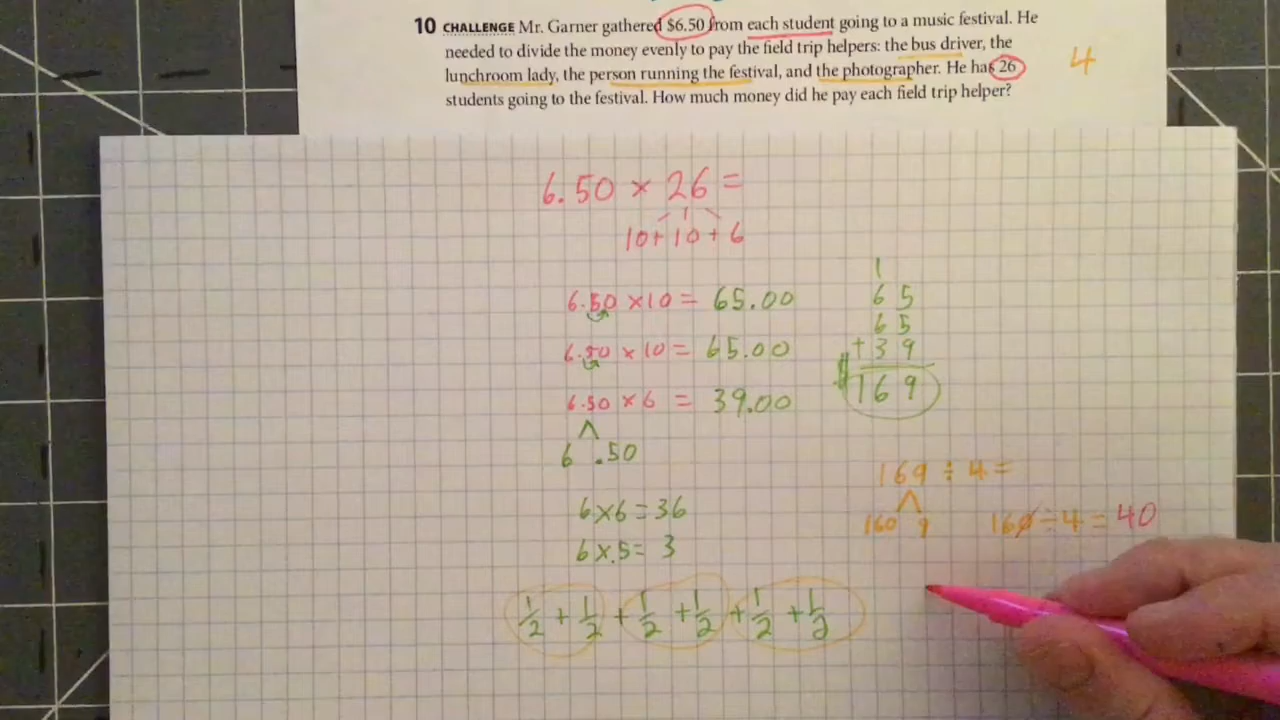 10 CHALLENGE Mr. Garner gathered $6.50 from each student going to a music festival. He
needed to divide the money evenly to pay the field trip helpers: the bus driver, the
lunchroom lady, the person running the festival, and the photographer. He has 26
students going to the festival. How much money did he pay each field trip helper?
4
6.50 × 26 =
10 + 10 + 6
6.50 × 10 = 65.00
6.50 × 10 = 65.00
6.50 × 6 = 39.00
6 .50
6 × 6 = 36
6 × .5 = 3
1/2 + 1/2 + 1/2 + 1/2 + 1/2 + 1/2
1
65
65
+ 39
$169
169 ÷ 4 =
160 9
160 ÷ 4 = 40